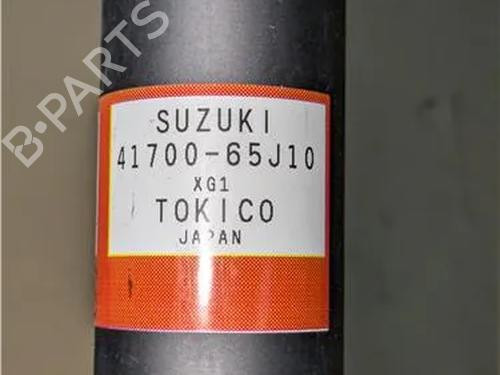 B-PARTS
SUZUKI
41700-65J10
XG1
TOKICO
JAPAN